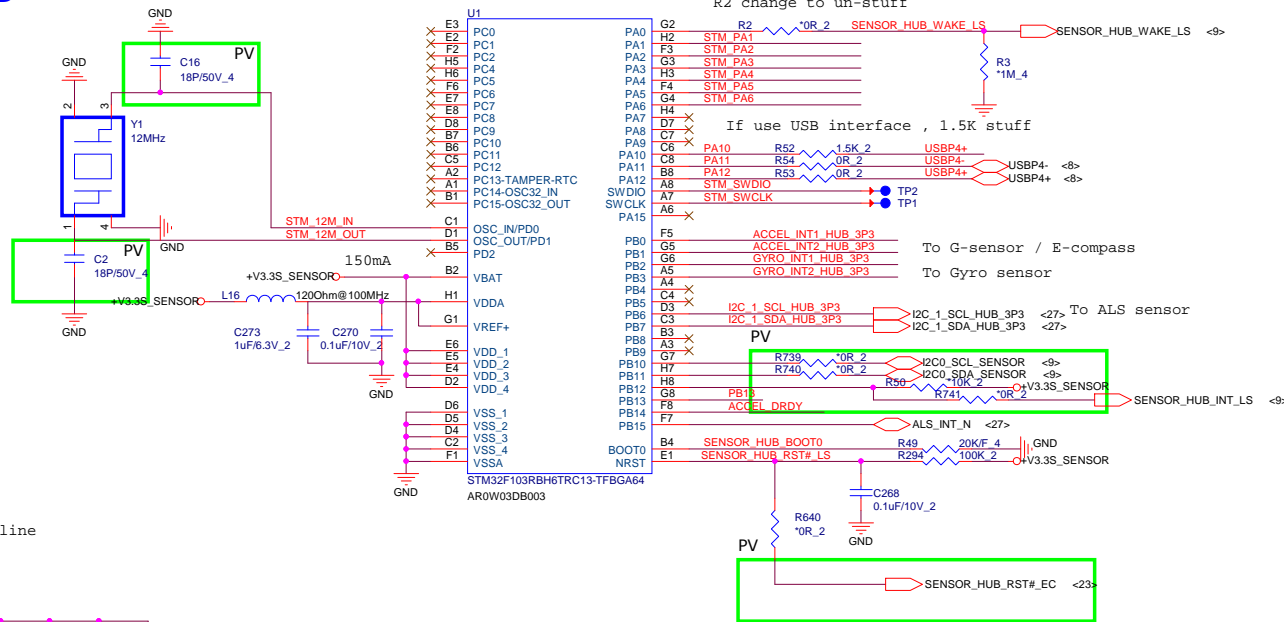 R2 change to un-stuff
U1
GND
PV
C16
18P/50V_4
GND
2
3
Y1
12MHz
1
4
GND
PV
C2
18P/50V_4
GND
STM_12M_IN
STM_12M_OUT
150mA
+V3.3S_SENSOR
+V3.3S_SENSOR
L16
120Ohm@100MHz
C273
1uF/6.3V_2
C270
0.1uF/10V_2
GND
GND
E3 PC0
E2 PC1
F2 PC2
H5 PC3
H6 PC4
F6 PC5
E7 PC6
E8 PC7
D8 PC8
B7 PC9
B6 PC10
C5 PC11
A2 PC12
A1 PC13-TAMPER-RTC
B1 PC14-OSC32_IN
PC15-OSC32_OUT
C1 OSC_IN/PD0
D1 OSC_OUT/PD1
B5 PD2
B2 VBAT
H1 VDDA
G1 VREF+
E6 VDD_1
E5 VDD_2
E4 VDD_3
D2 VDD_4
D6 VSS_1
D5 VSS_2
D4 VSS_3
C2 VSS_4
F1 VSSA
PA0 G2 R2 *0R_2 SENSOR_HUB_WAKE_LS SENSOR_HUB_WAKE_LS <9>
PA1 H2 STM_PA1
PA2 F3 STM_PA2
PA3 G3 STM_PA3
PA4 H3 STM_PA4
PA5 F4 STM_PA5
PA6 G4 STM_PA6
R3
*1M_4
PA7 H4
PA8 D7
PA9 C7
If use USB interface , 1.5K stuff
PA10 C6 PA10 R52 1.5K_2 USBP4+
PA11 C8 PA11 R54 0R_2 USBP4- USBP4- <8>
PA12 B8 PA12 R53 0R_2 USBP4+ USBP4+ <8>
SWDIO A8 STM_SWDIO TP2
SWCLK A7 STM_SWCLK TP1
PA15 A6
PB0 F5 ACCEL_INT1_HUB_3P3
PB1 G5 ACCEL_INT2_HUB_3P3 To G-sensor / E-compass
PB2 G6 GYRO_INT1_HUB_3P3
PB3 A5 GYRO_INT2_HUB_3P3 To Gyro sensor
PB4 A4
PB5 C4
PB6 D3 I2C_1_SCL_HUB_3P3 I2C_1_SCL_HUB_3P3 <27> To ALS sensor
PB7 C3 I2C_1_SDA_HUB_3P3 I2C_1_SDA_HUB_3P3 <27>
PB8 B3
PB9 A3
PV
PB10 G7 R739 *0R_2 I2C0_SCL_SENSOR <9>
PB11 H7 R740 *0R_2 I2C0_SDA_SENSOR <9>
PB12 H8 R50 *10K_2 +V3.3S_SENSOR
PB13 G8 PB13 R741 *0R_2 SENSOR_HUB_INT_LS <9>
PB14 F8 ACCEL_DRDY
PB15 F7 ALS_INT_N <27>
BOOT0 B4 SENSOR_HUB_BOOT0 R49 20K/F_4 GND
NRST E1 SENSOR_HUB_RST#_LS R294 100K_2 +V3.3S_SENSOR
STM32F103RBH6TRC13-TFBGA64
AR0W03DB003
C268
0.1uF/10V_2
GND
R640
*0R_2
PV
SENSOR_HUB_RST#_EC <23>
line